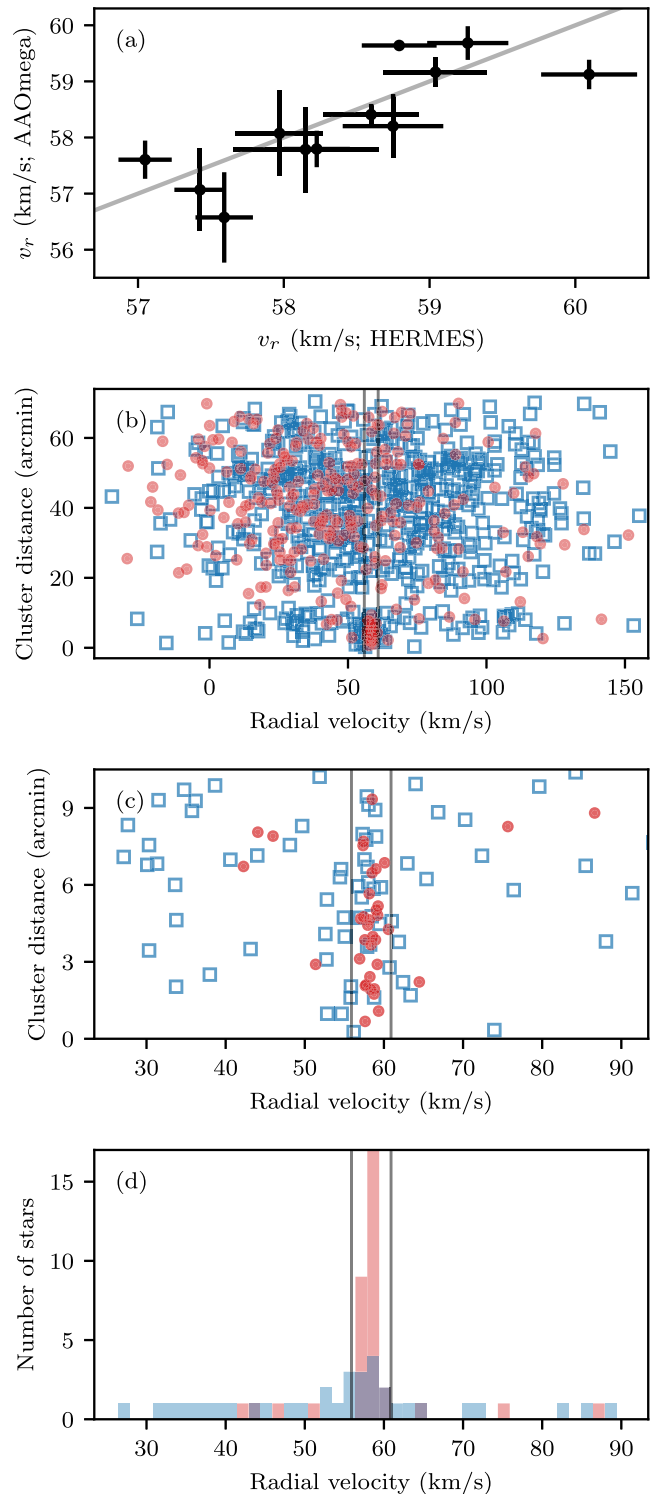 (a)
60
59
58
57
56
v_r (km/s; AAOmega)
57 58 59 60
v_r (km/s; HERMES)
(b)
60
40
20
0
Cluster distance (arcmin)
0 50 100 150
Radial velocity (km/s)
(c)
9
6
3
0
Cluster distance (arcmin)
30 40 50 60 70 80 90
Radial velocity (km/s)
(d)
15
10
5
0
Number of stars
30 40 50 60 70 80 90
Radial velocity (km/s)